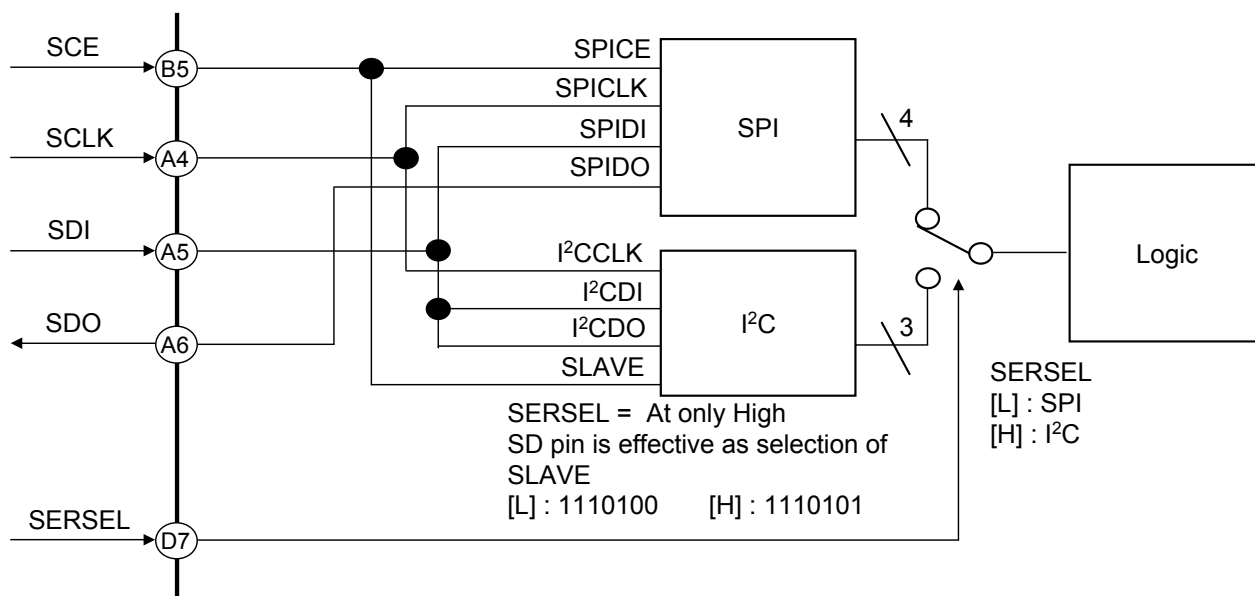 SCE
B5
SPICE
SPICLK
SPI
4
SCLK
A4
SPIDI
SPIDO
SDI
A5
I²CCLK
I²CDI
I²C
3
Logic
SDO
A6
I²CDO
SLAVE
SERSEL = At only High
SD pin is effective as selection of
SLAVE
[L] : 1110100 [H] : 1110101
SERSEL
[L] : SPI
[H] : I²C
SERSEL
D7